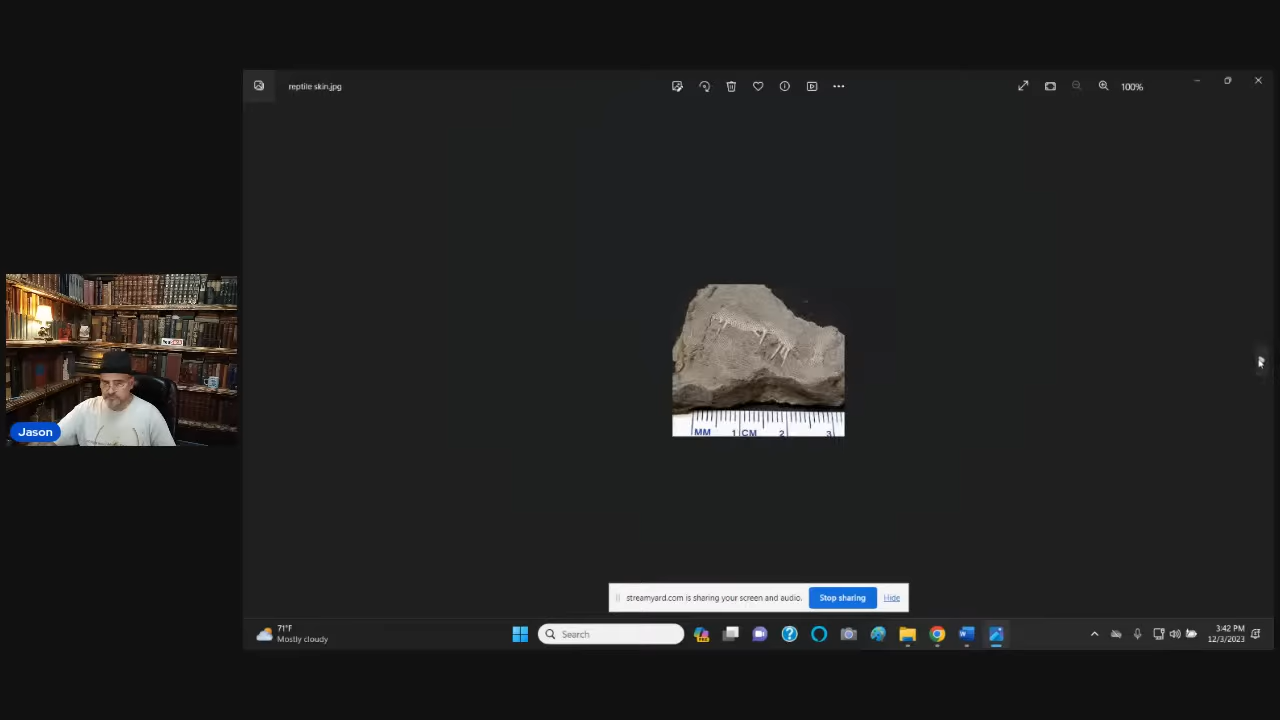 reptile skin.jpg
100%
MM 1 CM 2 3
Jason
streamyard.com is sharing your screen and audio.
Stop sharing
Hide
71°F
Mostly cloudy
Search
3:42 PM
12/3/2023